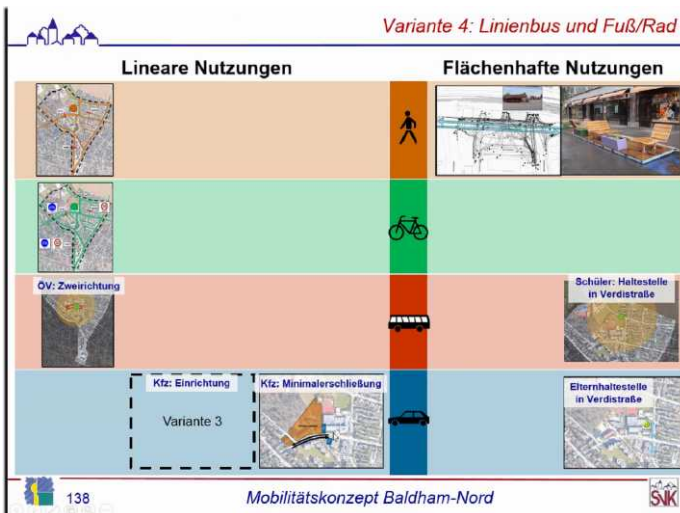 Variante 4: Linienbus und Fuß/Rad
Lineare Nutzungen
Flächenhafte Nutzungen
ÖV: Zweirichtung
Schüler: Haltestelle
in Verdistraße
Kfz: Einrichtung
Variante 3
Kfz: Minimalerschließung
Elternhaltestelle
in Verdistraße
138
Mobilitätskonzept Baldham-Nord
SVK